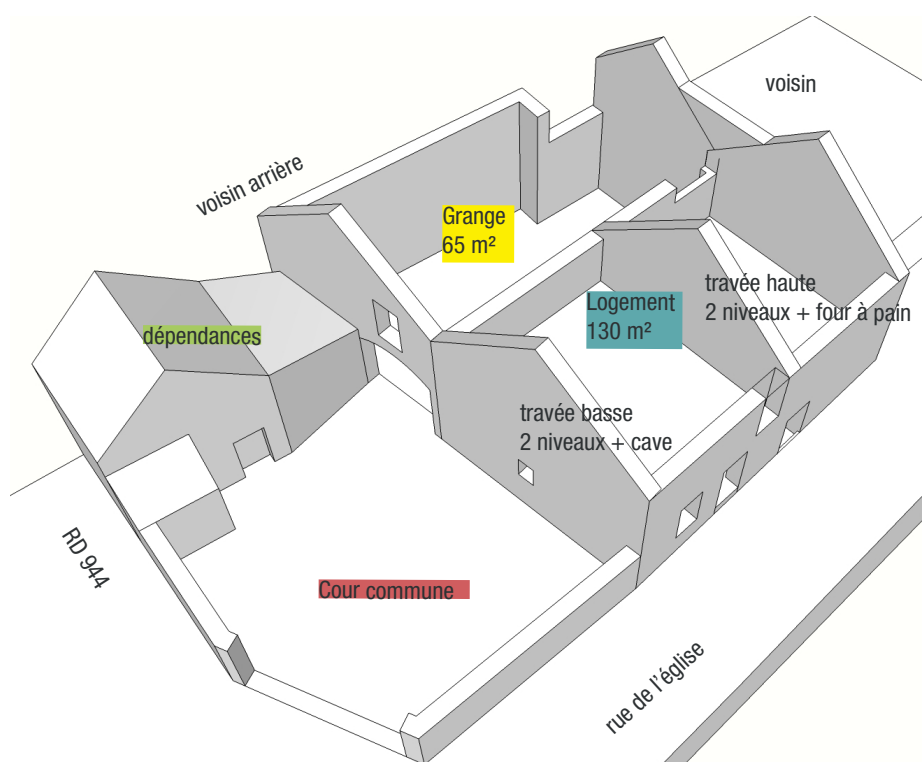 voisin
voisin arrière
Grange
65 m²
travée haute
2 niveaux + four à pain
Logement
130 m²
dépendances
travée basse
2 niveaux + cave
RD 944
Cour commune
rue de l'église